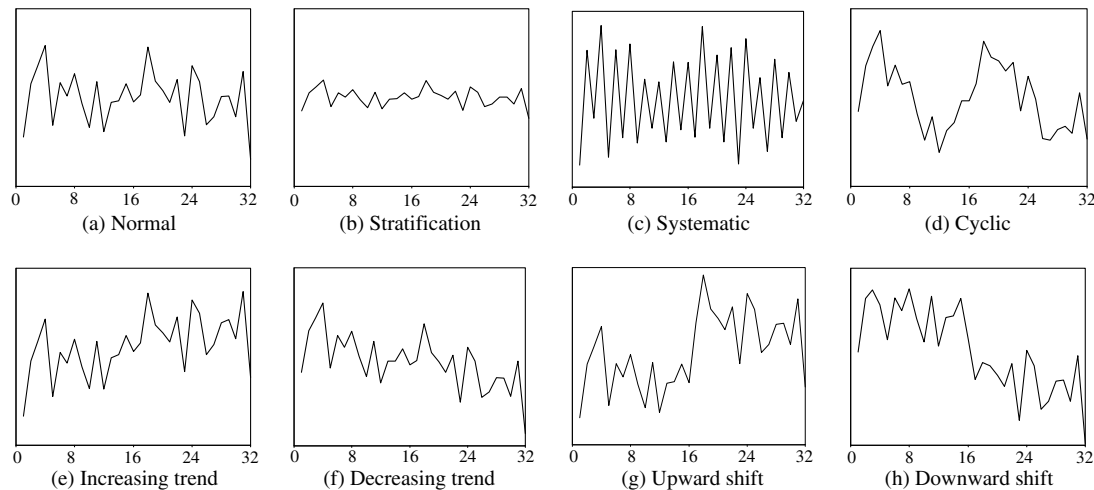 0 8 16 24 32 0 8 16 24 32 0 8 16 24 32 0 8 16 24 32
(a) Normal (b) Stratification (c) Systematic (d) Cyclic
0 8 16 24 32 0 8 16 24 32 0 8 16 24 32 0 8 16 24 32
(e) Increasing trend (f) Decreasing trend (g) Upward shift (h) Downward shift